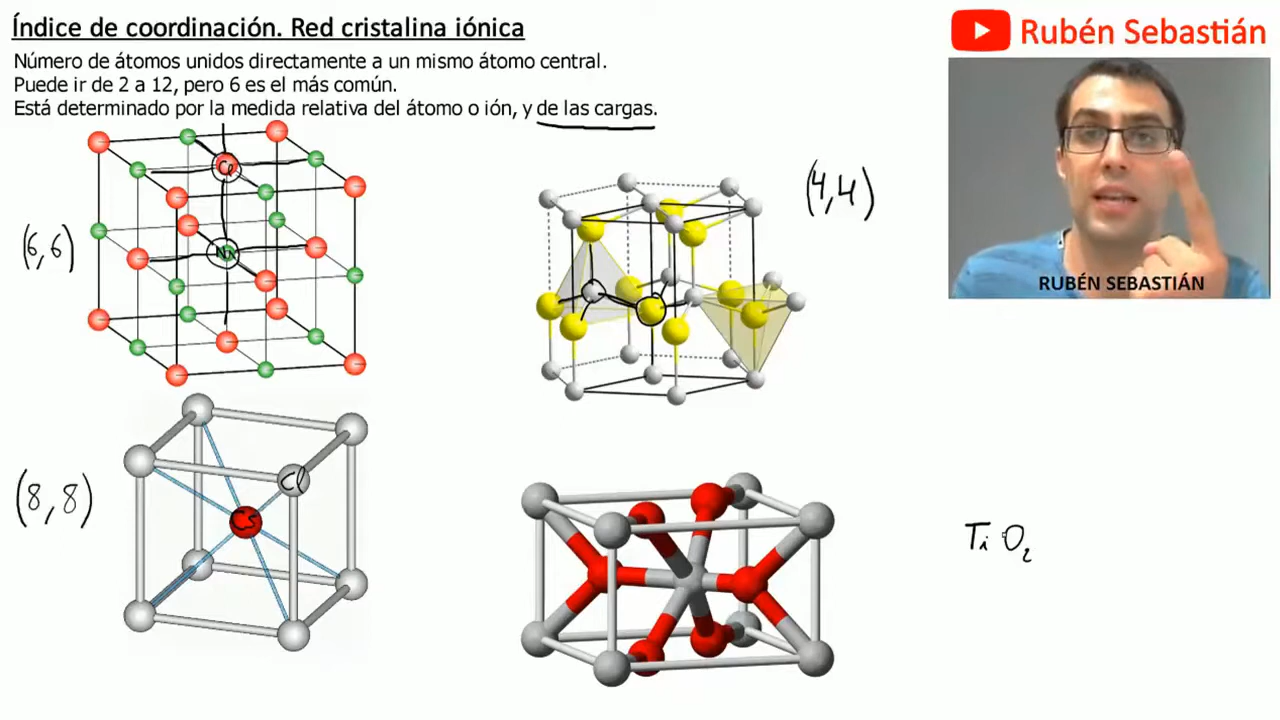 Índice de coordinación. Red cristalina iónica
Número de átomos unidos directamente a un mismo átomo central.
Puede ir de 2 a 12, pero 6 es el más común.
Está determinado por la medida relativa del átomo o ión, y de las cargas.
Rubén Sebastián
RUBÉN SEBASTIÁN
Cl
(6,6)
Na
(4,4)
(8,8)
Cl
Cs
TiO₂